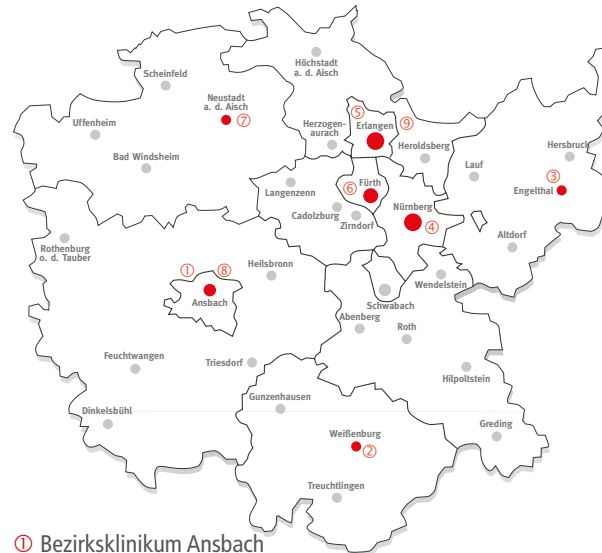 Höchstadt
a. d. Aisch
Scheinfeld
Neustadt
a. d. Aisch
⑦
⑤
Erlangen
⑨
Uffenheim
Herzogen-
aurach
Heroldsberg
Hersbruck
Bad Windsheim
Lauf
③
Engelthal
Langenzenn
⑥
Fürth
Cadolzburg
Zirndorf
Nürnberg
④
Rothenburg
o. d. Tauber
Altdorf
①
⑧
Heilsbronn
Ansbach
Wendelstein
Schwabach
Abenberg
Roth
Feuchtwangen
Triesdorf
Hilpoltstein
Gunzenhausen
Dinkelsbühl
Greding
Weißenburg
②
Treuchtlingen
① Bezirksklinikum Ansbach